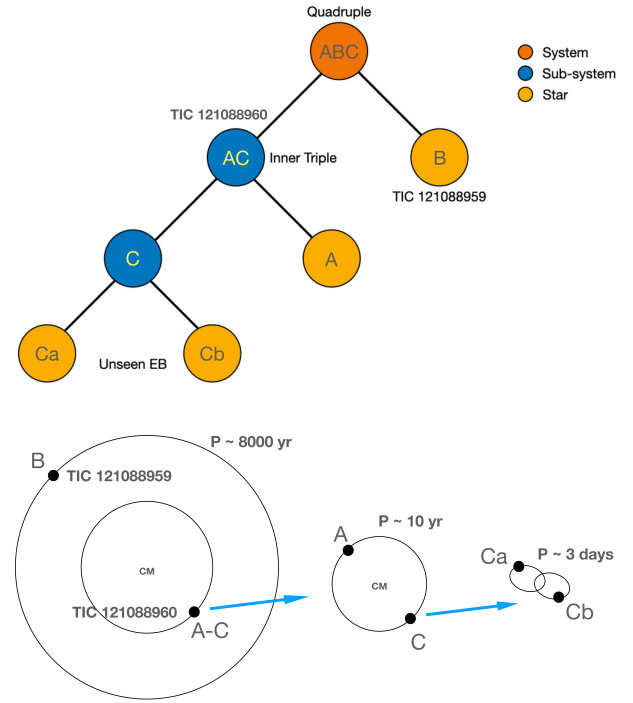 Quadruple
ABC
System
Sub-system
Star
TIC 121088960
AC
Inner Triple
B
TIC 121088959
C
A
Ca
Unseen EB
Cb
P ~ 8000 yr
B
TIC 121088959
CM
TIC 121088960
A-C
P ~ 10 yr
A
CM
C
P ~ 3 days
Ca
Cb